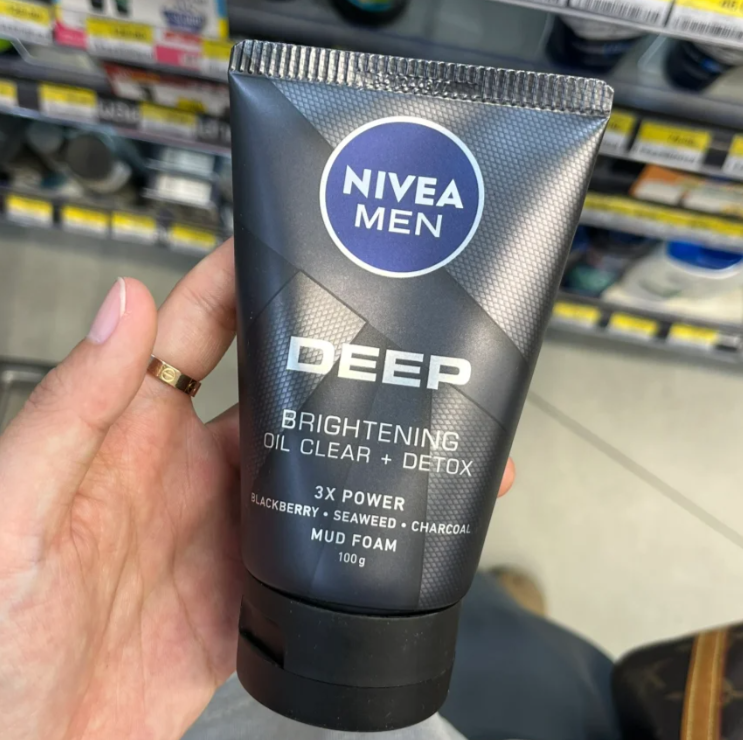 NIVEA
MEN
DEEP
BRIGHTENING
OIL CLEAR + DETOX
3X POWER
BLACKBERRY • SEAWEED • CHARCOAL
MUD FOAM
100g